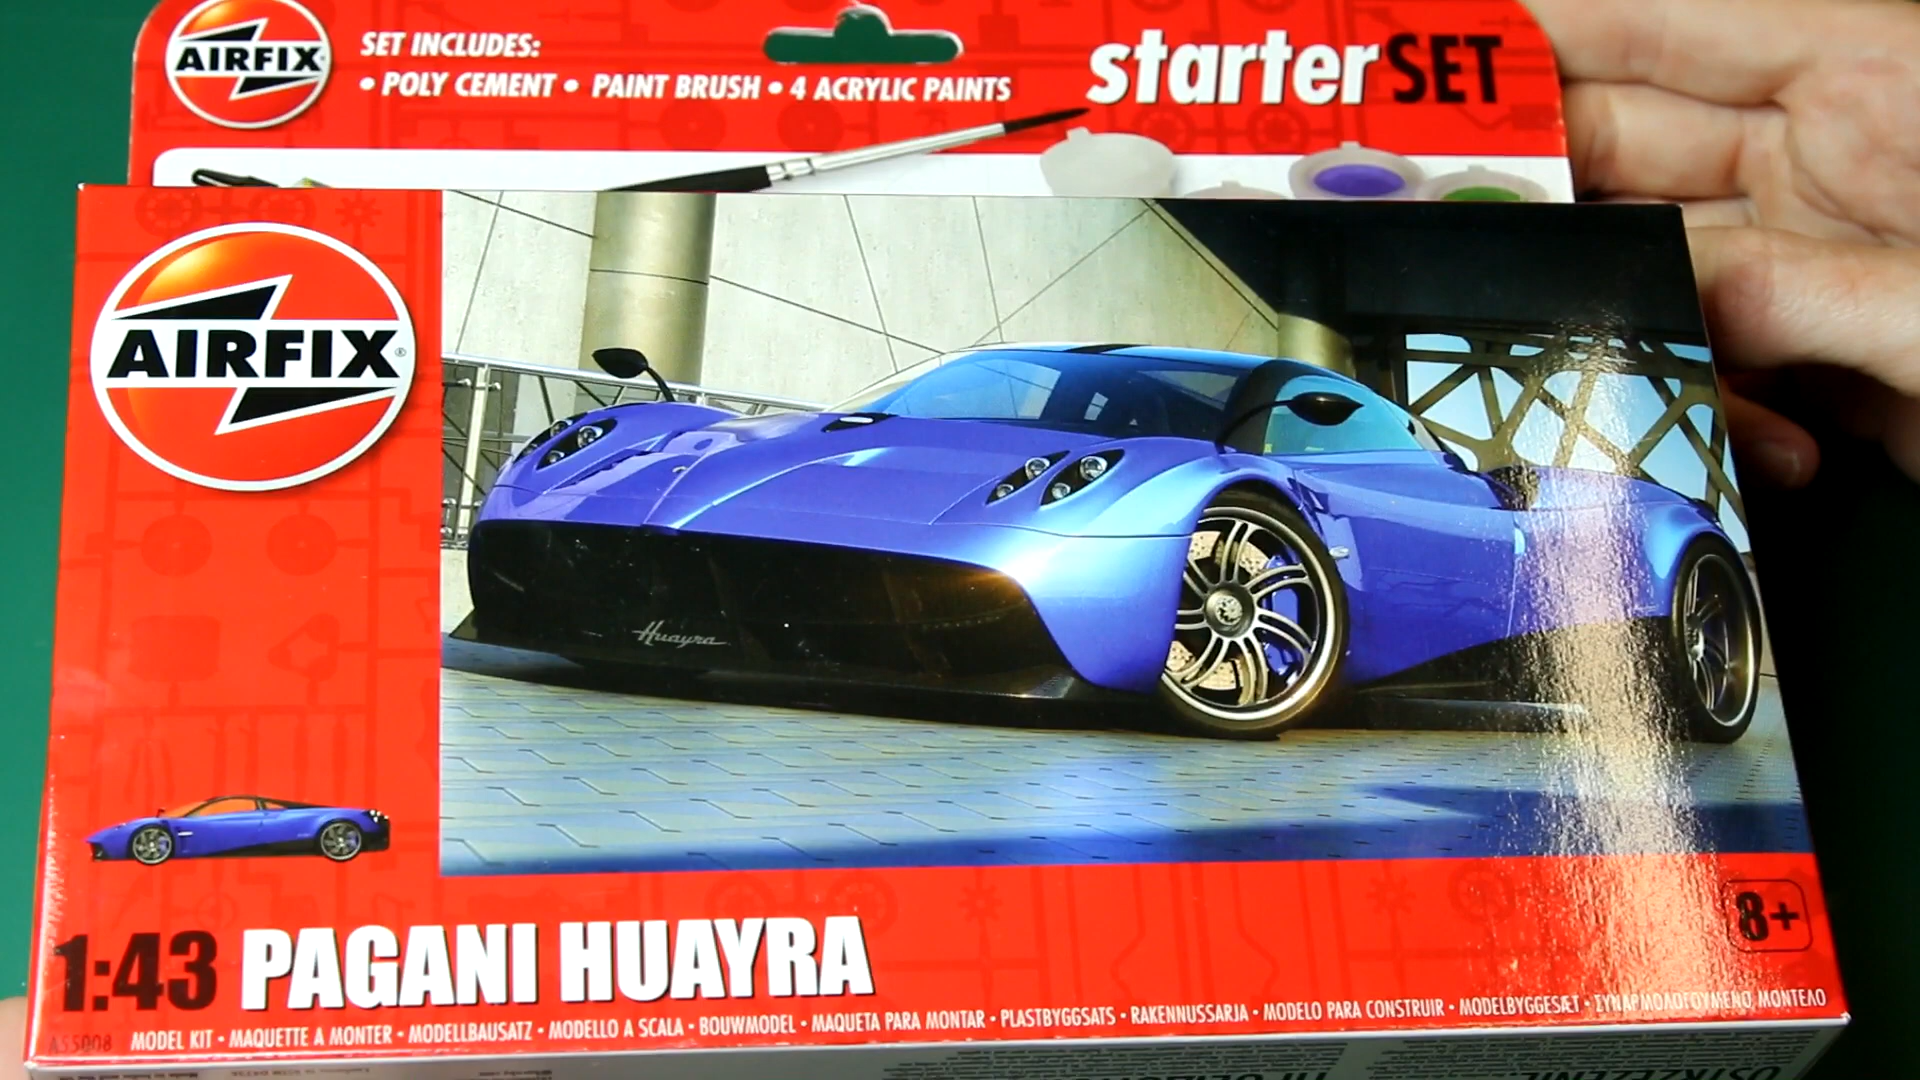 AIRFIX
SET INCLUDES:
• POLY CEMENT • PAINT BRUSH • 4 ACRYLIC PAINTS
starter SET
AIRFIX®
Huayra
8+
1:43 PAGANI HUAYRA
A55008 MODEL KIT • MAQUETTE A MONTER • MODELLBAUSATZ • MODELLO A SCALA • BOUWMODEL • MAQUETA PARA MONTAR • PLASTBYGGSATS • RAKENNUSSARJA • MODELO PARA CONSTRUIR • MODELBYGGESÆT • ΣΥΝΑΡΜΟΛΟΓΟΥΜΕΝΟ ΜΟΝΤΕΛΟ